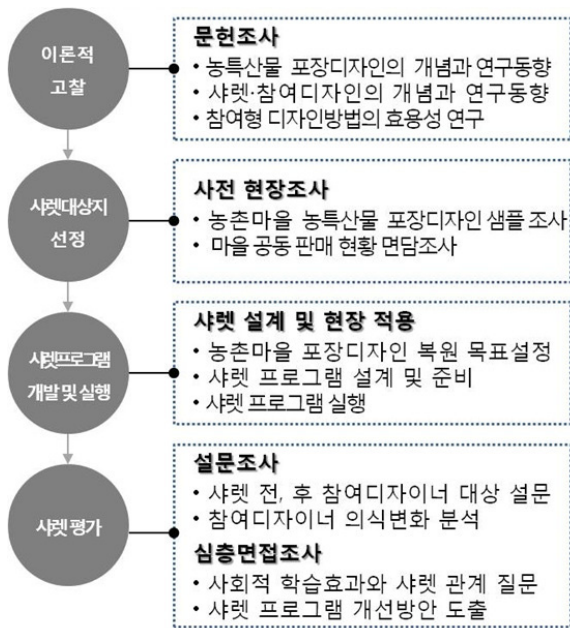 이론적
고찰
문헌조사
• 농특산물 포장디자인의 개념과 연구동향
• 샤렛·참여디자인의 개념과 연구동향
• 참여형 디자인방법의 효용성 연구
샤렛대상지
선정
사전 현장조사
• 농촌마을 농특산물 포장디자인 샘플 조사
• 마을 공동 판매 현황 면담조사
샤렛프로그램
개발 및 실행
샤렛 설계 및 현장 적용
• 농촌마을 포장디자인 복원 목표설정
• 샤렛 프로그램 설계 및 준비
• 샤렛 프로그램 실행
샤렛 평가
설문조사
• 샤렛 전, 후 참여디자이너 대상 설문
• 참여디자이너 의식변화 분석
심층면접조사
• 사회적 학습효과와 샤렛 관계 질문
• 샤렛 프로그램 개선방안 도출